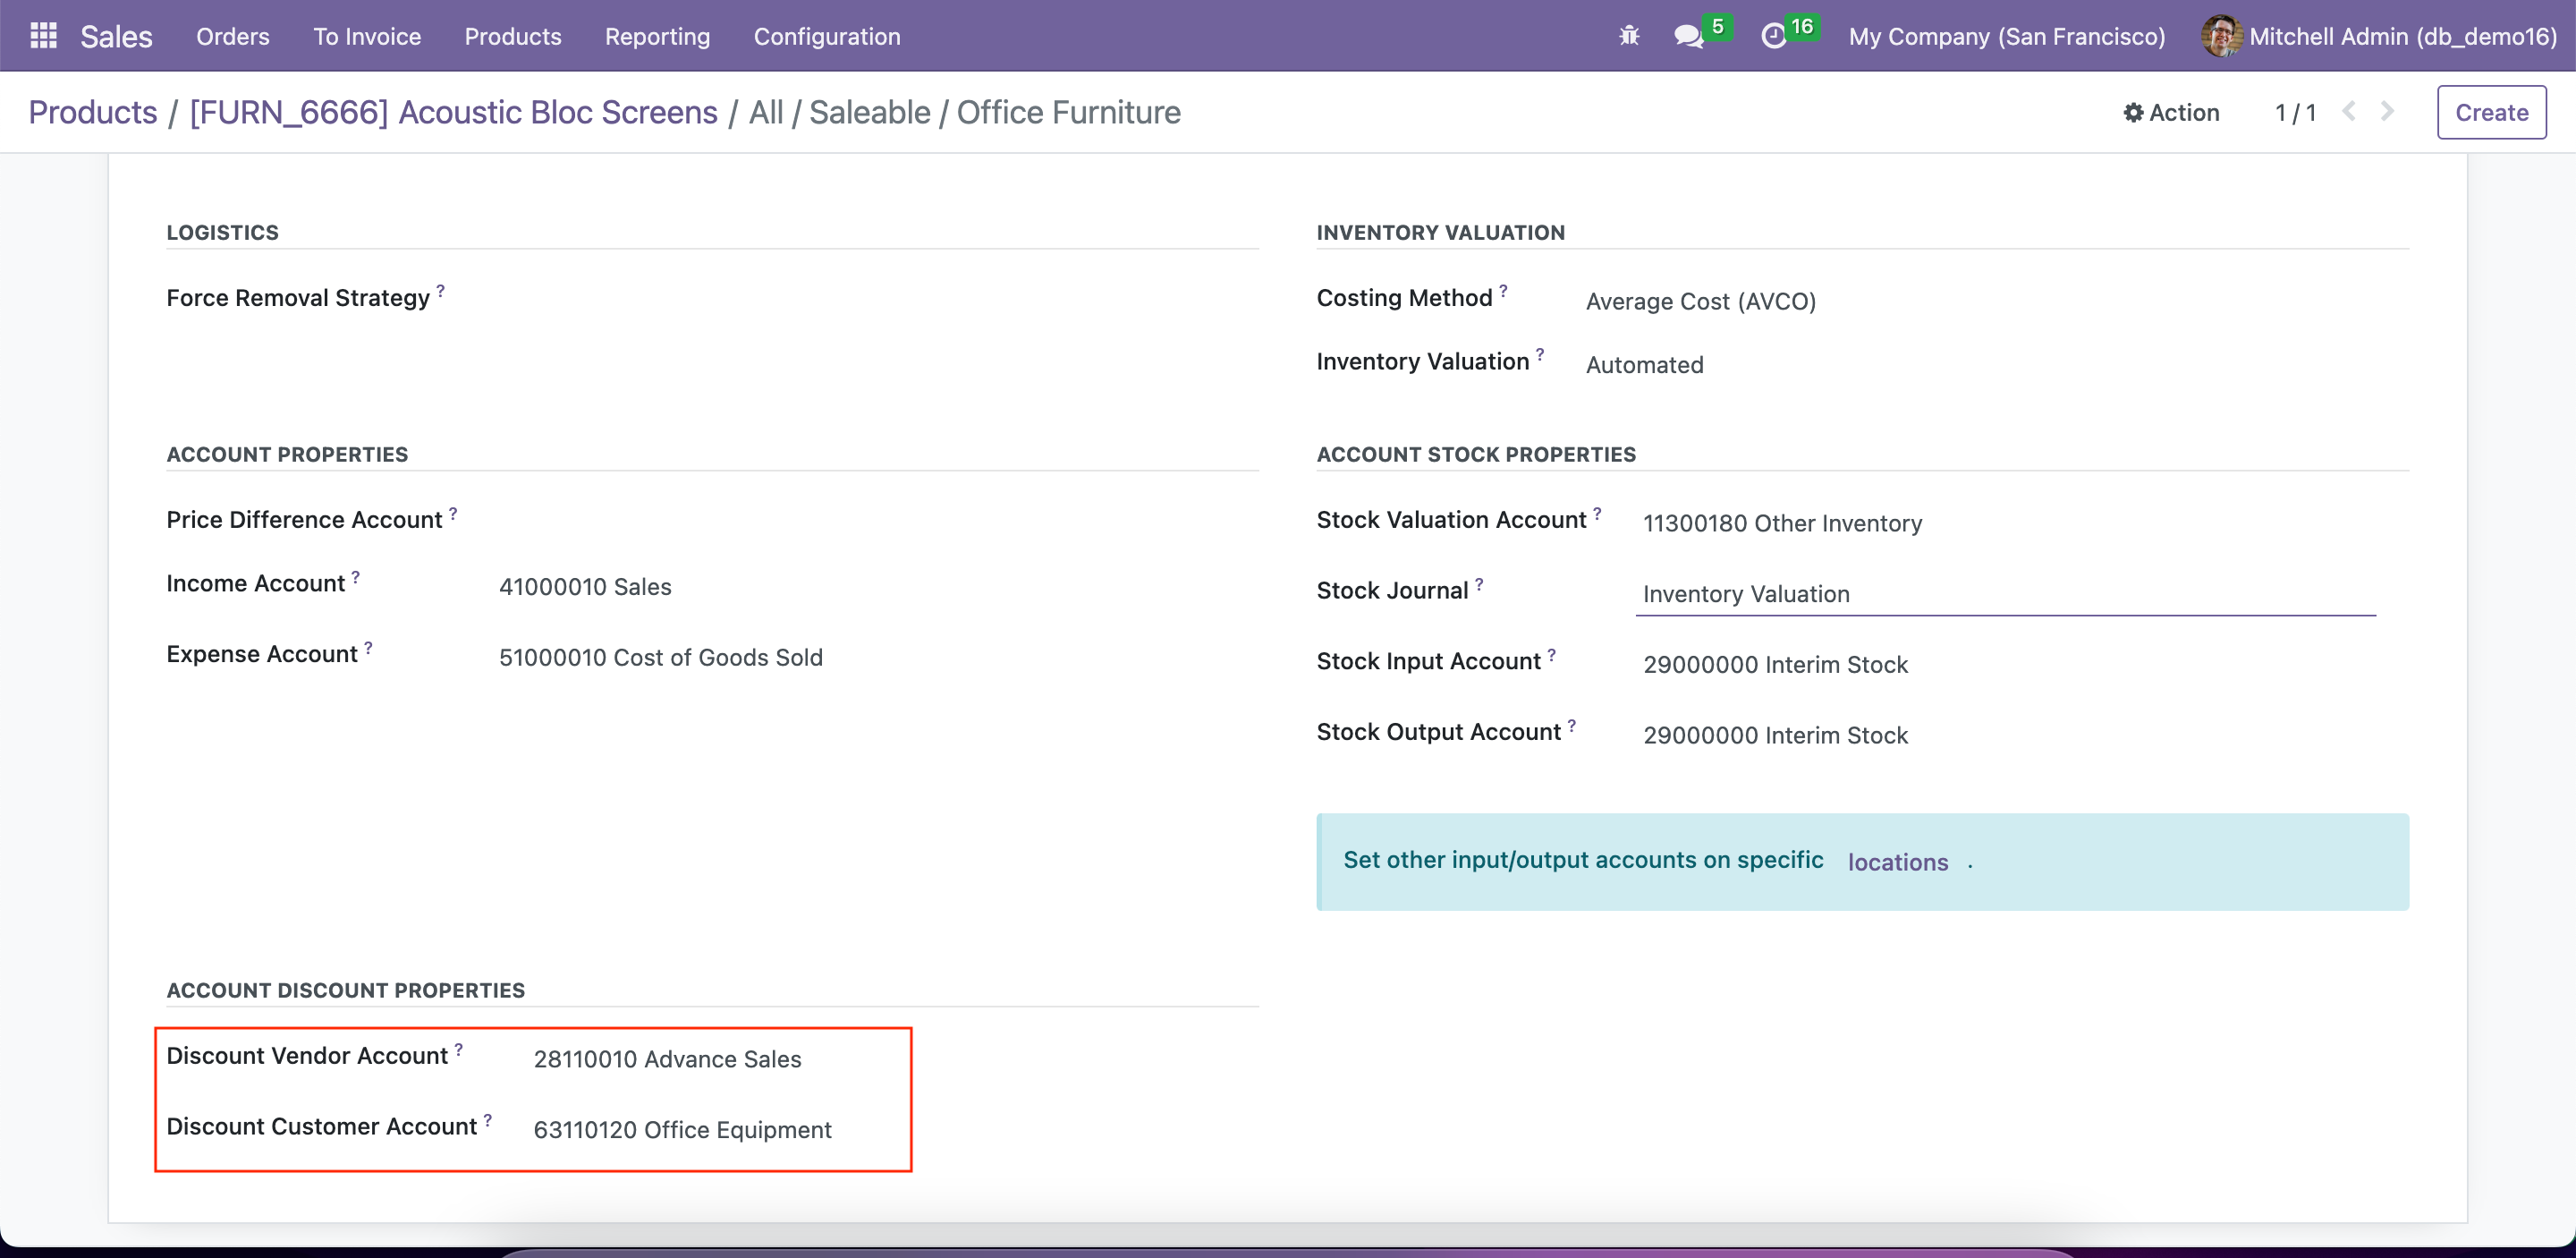 Sales Orders To Invoice Products Reporting Configuration 5 16 My Company (San Francisco) Mitchell Admin (db_demo16)
Products / [FURN_6666] Acoustic Bloc Screens / All / Saleable / Office Furniture Action 1 / 1 Create
LOGISTICS
Force Removal Strategy ?
INVENTORY VALUATION
Costing Method ? Average Cost (AVCO)
Inventory Valuation ? Automated
ACCOUNT PROPERTIES
Price Difference Account ?
Income Account ? 41000010 Sales
Expense Account ? 51000010 Cost of Goods Sold
ACCOUNT STOCK PROPERTIES
Stock Valuation Account ? 11300180 Other Inventory
Stock Journal ? Inventory Valuation
Stock Input Account ? 29000000 Interim Stock
Stock Output Account ? 29000000 Interim Stock
Set other input/output accounts on specific locations .
ACCOUNT DISCOUNT PROPERTIES
Discount Vendor Account ? 28110010 Advance Sales
Discount Customer Account ? 63110120 Office Equipment